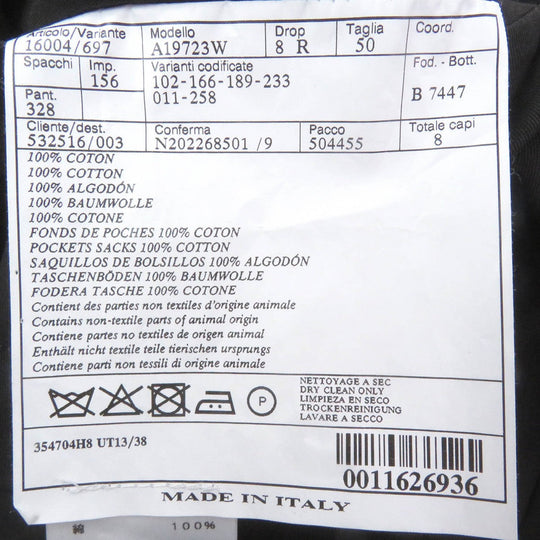 Articolo/Variante Modello Drop Taglia Coord.
16004/697 A19723W 8 R 50
Spacchi Imp. Varianti codificate Fod. - Bott.
156 102-166-189-233
Pant. 011-258 B 7447
328
Cliente/dest. Conferma Pacco Totale capi
532516/003 N202268501 /9 504455 8
100% COTON
100% COTTON
100% ALGODÓN
100% BAUMWOLLE
100% COTONE
FONDS DE POCHES 100% COTON
POCKETS SACKS 100% COTTON
SAQUILLOS DE BOLSILLOS 100% ALGODÓN
TASCHENBÖDEN 100% BAUMWOLLE
FODERA TASCHE 100% COTONE
Contient des parties non textiles d'origine animale
Contains non-textile parts of animal origin
Contiene partes no textiles de origen animal
Enthält nicht textile teile tierischen ursprungs
Contiene parti non tessili di origine animale
P
NETTOYAGE A SEC
DRY CLEAN ONLY
LIMPIEZA EN SECO
TROCKENREINIGUNG
LAVARE A SECCO
354704H8 UT13/38
0011626936
MADE IN ITALY
綿 100%